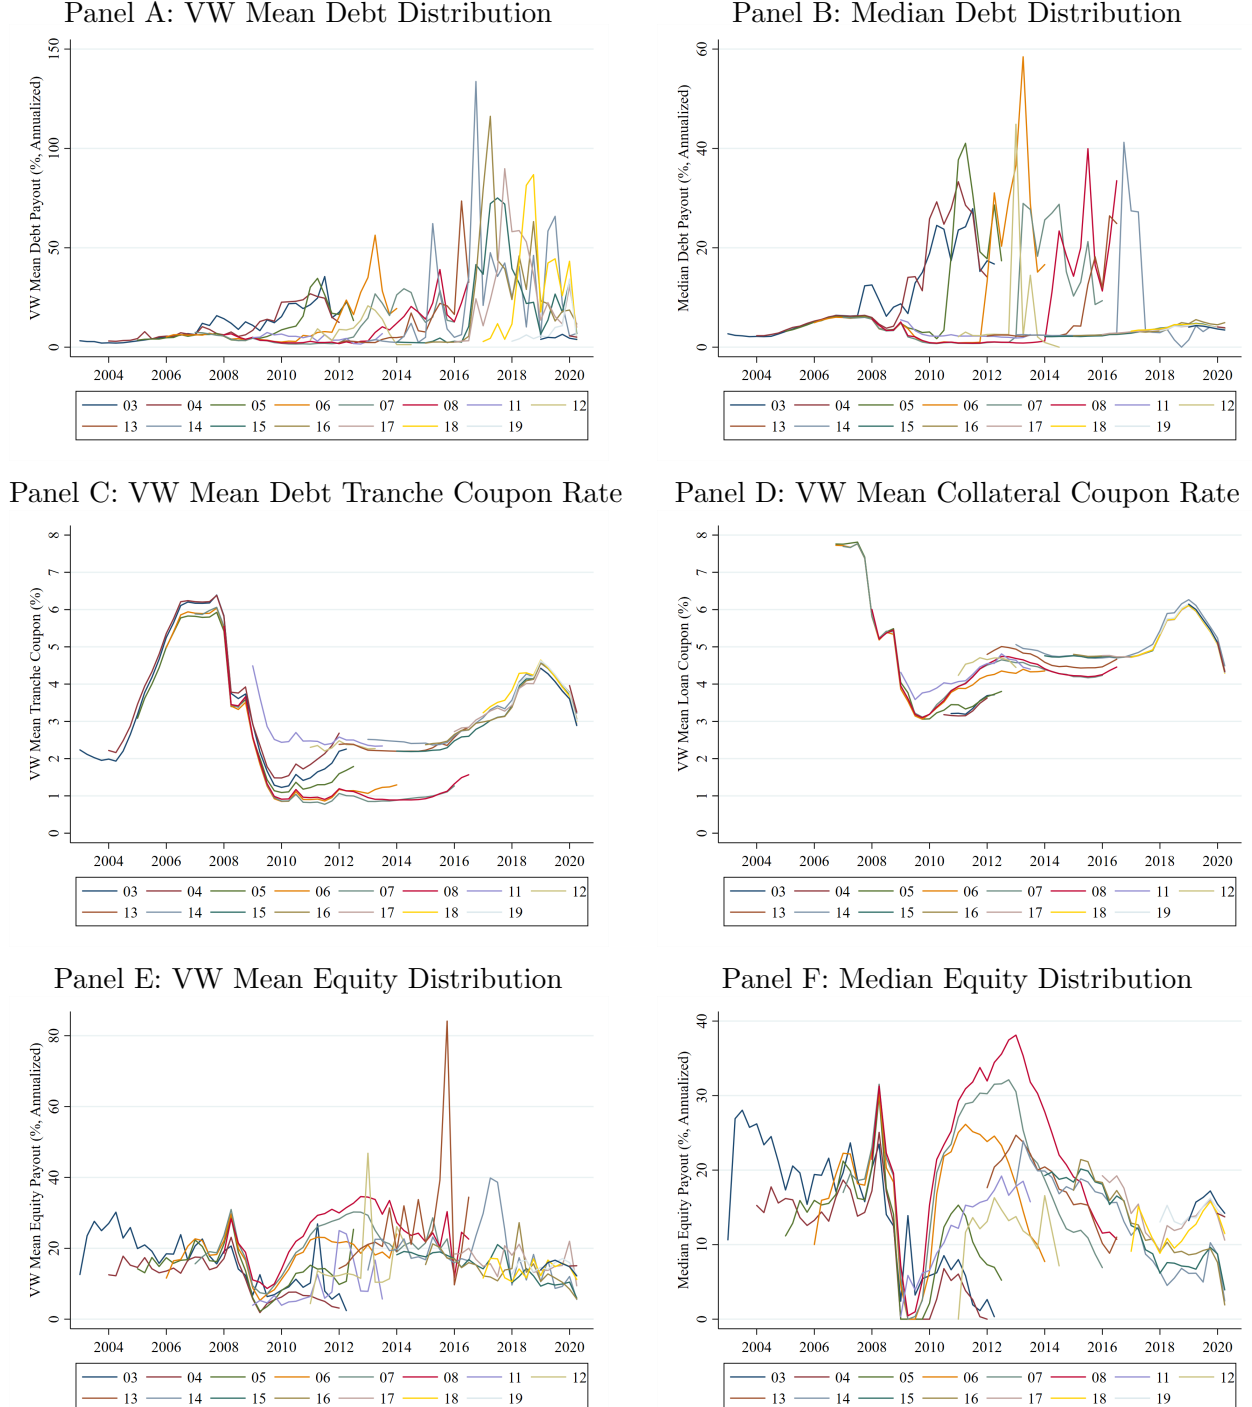 Panel A: VW Mean Debt Distribution
VW Mean Debt Payout (%, Annualized)
150
100
50
0
2004 2006 2008 2010 2012 2014 2016 2018 2020
03 04 05 06 07 08 11 12
13 14 15 16 17 18 19
Panel B: Median Debt Distribution
Median Debt Payout (%, Annualized)
60
40
20
0
2004 2006 2008 2010 2012 2014 2016 2018 2020
03 04 05 06 07 08 11 12
13 14 15 16 17 18 19
Panel C: VW Mean Debt Tranche Coupon Rate
VW Mean Tranche Coupon (%)
8
7
6
5
4
3
2
1
0
2004 2006 2008 2010 2012 2014 2016 2018 2020
03 04 05 06 07 08 11 12
13 14 15 16 17 18 19
Panel D: VW Mean Collateral Coupon Rate
VW Mean Loan Coupon (%)
8
7
6
5
4
3
2
1
0
2004 2006 2008 2010 2012 2014 2016 2018 2020
03 04 05 06 07 08 11 12
13 14 15 16 17 18 19
Panel E: VW Mean Equity Distribution
VW Mean Equity Payout (%, Annualized)
80
60
40
20
0
2004 2006 2008 2010 2012 2014 2016 2018 2020
03 04 05 06 07 08 11 12
13 14 15 16 17 18 19
Panel F: Median Equity Distribution
Median Equity Payout (%, Annualized)
40
30
20
10
0
2004 2006 2008 2010 2012 2014 2016 2018 2020
03 04 05 06 07 08 11 12
13 14 15 16 17 18 19